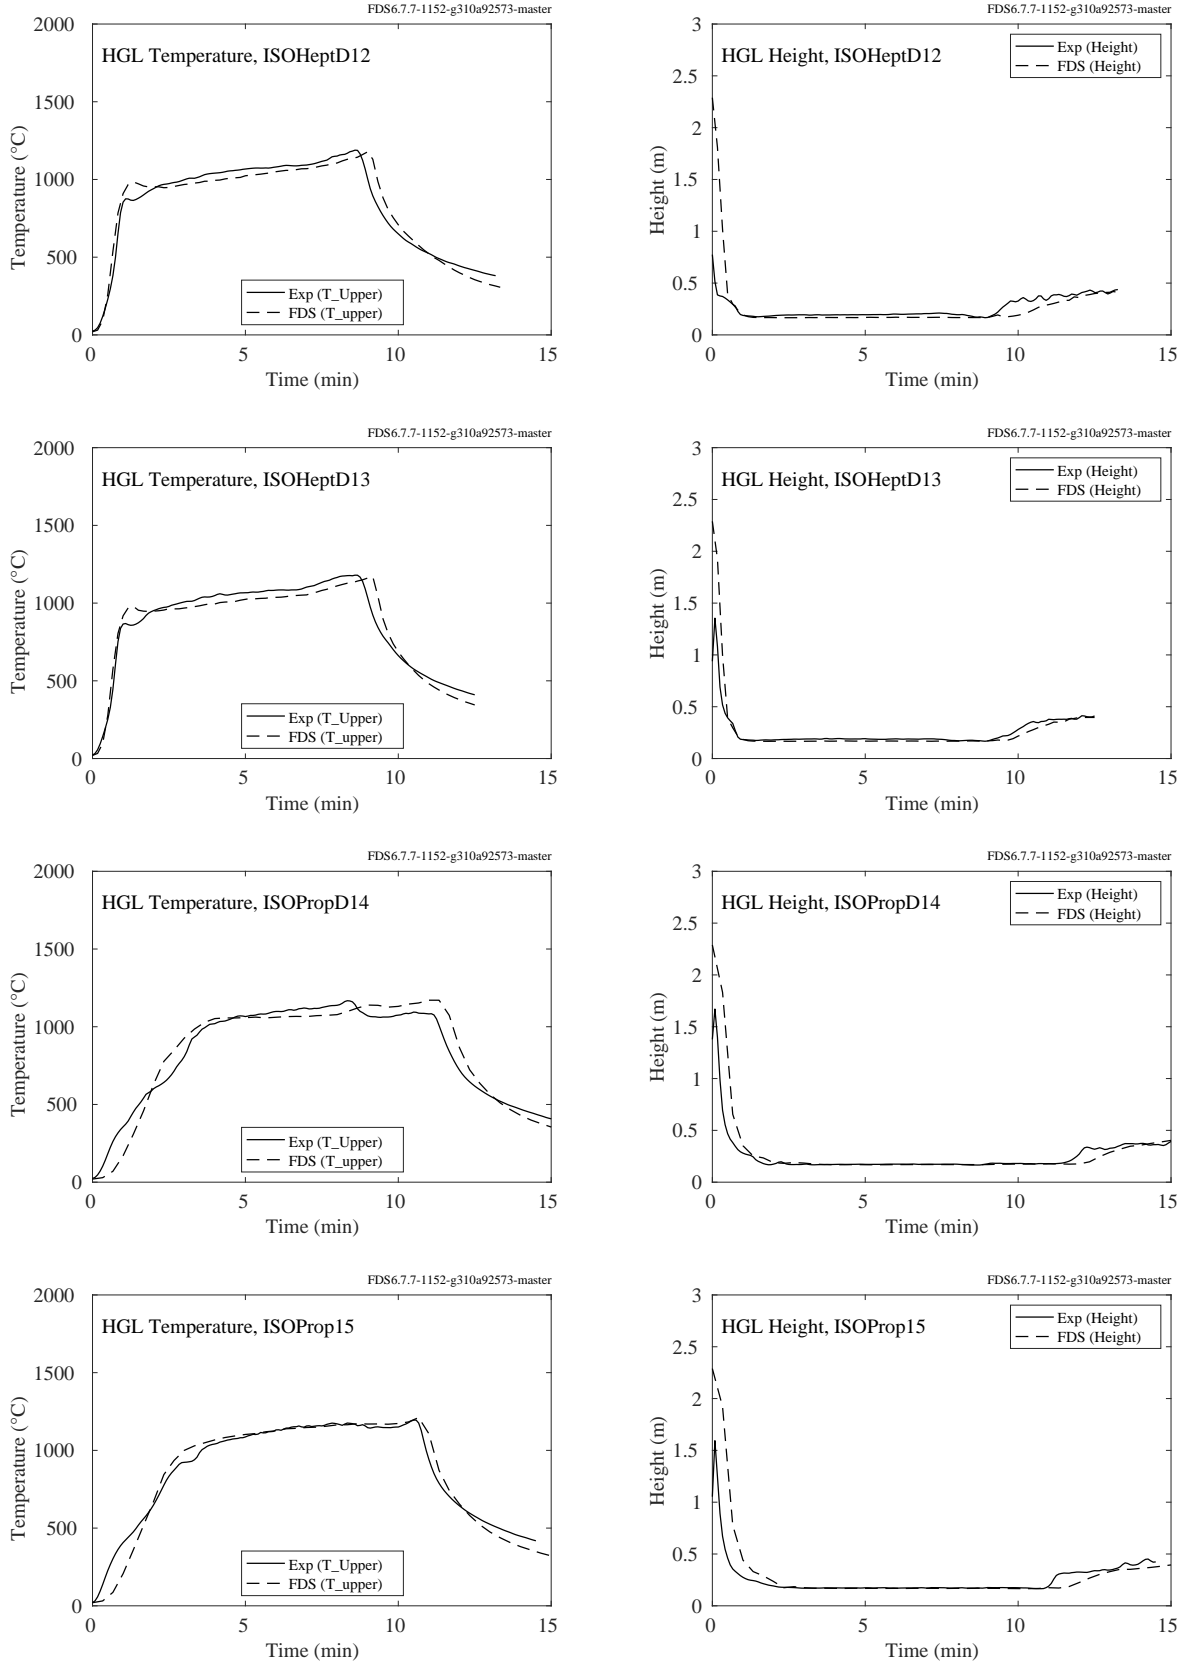 FDS6.7.7-1152-g310a92573-master
HGL Temperature, ISOHeptD12
2000
1500
1000
500
0
Temperature (°C)
Exp (T_Upper)
FDS (T_upper)
0 5 10 15
Time (min)
FDS6.7.7-1152-g310a92573-master
HGL Height, ISOHeptD12
Exp (Height)
FDS (Height)
3
2.5
2
1.5
1
0.5
0
Height (m)
0 5 10 15
Time (min)
FDS6.7.7-1152-g310a92573-master
HGL Temperature, ISOHeptD13
2000
1500
1000
500
0
Temperature (°C)
Exp (T_Upper)
FDS (T_upper)
0 5 10 15
Time (min)
FDS6.7.7-1152-g310a92573-master
HGL Height, ISOHeptD13
Exp (Height)
FDS (Height)
3
2.5
2
1.5
1
0.5
0
Height (m)
0 5 10 15
Time (min)
FDS6.7.7-1152-g310a92573-master
HGL Temperature, ISOPropD14
2000
1500
1000
500
0
Temperature (°C)
Exp (T_Upper)
FDS (T_upper)
0 5 10 15
Time (min)
FDS6.7.7-1152-g310a92573-master
HGL Height, ISOPropD14
Exp (Height)
FDS (Height)
3
2.5
2
1.5
1
0.5
0
Height (m)
0 5 10 15
Time (min)
FDS6.7.7-1152-g310a92573-master
HGL Temperature, ISOProp15
2000
1500
1000
500
0
Temperature (°C)
Exp (T_Upper)
FDS (T_upper)
0 5 10 15
Time (min)
FDS6.7.7-1152-g310a92573-master
HGL Height, ISOProp15
Exp (Height)
FDS (Height)
3
2.5
2
1.5
1
0.5
0
Height (m)
0 5 10 15
Time (min)